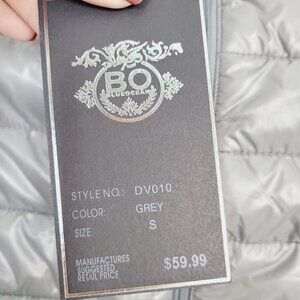 BO
BLUEOCEAN
STYLE NO.: DV010
COLOR: GREY
SIZE S
MANUFACTURES
SUGGESTED
RETAIL PRICE $59.99